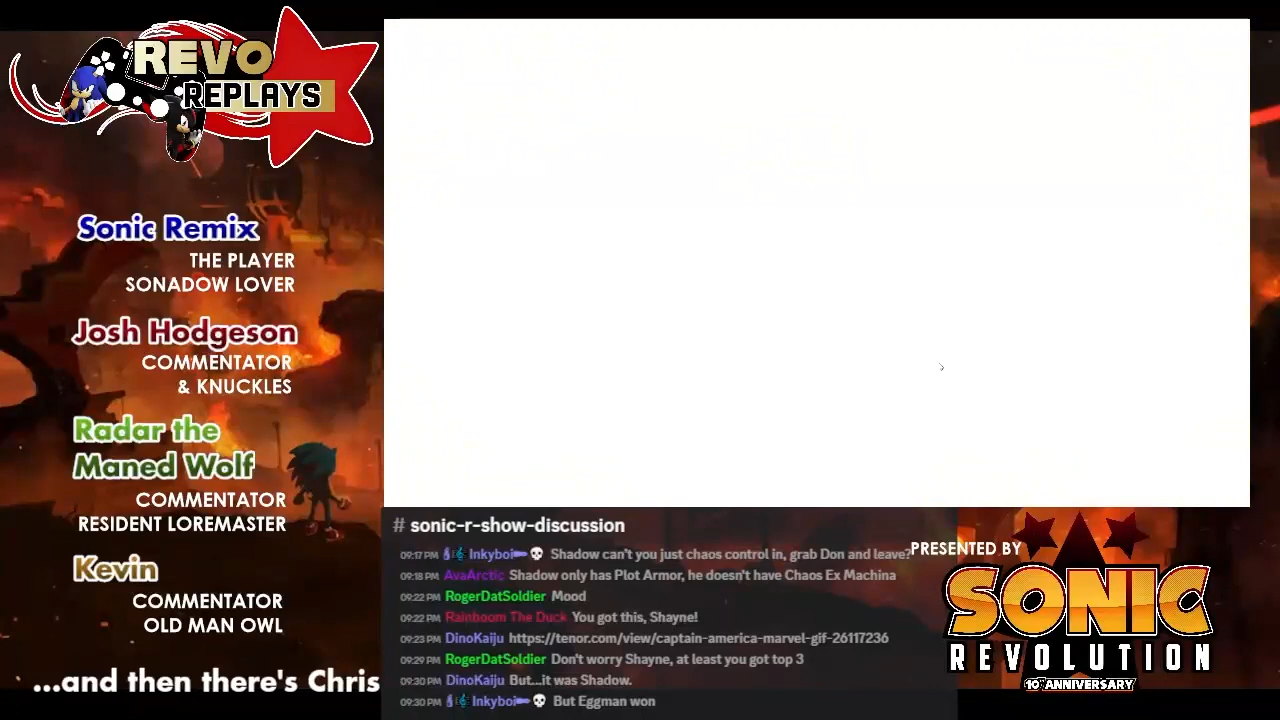 REVO
REPLAYS
Sonic Remix
THE PLAYER
SONADOW LOVER
Josh Hodgeson
COMMENTATOR
& KNUCKLES
Radar the
Maned Wolf
COMMENTATOR
RESIDENT LOREMASTER
Kevin
COMMENTATOR
OLD MAN OWL
...and then there's Chris
# sonic-r-show-discussion
09:17 PM Inkyboi Shadow can't you just chaos control in, grab Don and leave?
09:18 PM AvaArctic Shadow only has Plot Armor, he doesn't have Chaos Ex Machina
09:22 PM RogerDatSoldier Mood
09:22 PM Rainboom The Duck You got this, Shayne!
09:23 PM DinoKaiju https://tenor.com/view/captain-america-marvel-gif-26117236
09:29 PM RogerDatSoldier Don't worry Shayne, at least you got top 3
09:30 PM DinoKaiju But...it was Shadow.
09:30 PM Inkyboi But Eggman won
PRESENTED BY
SONIC
REVOLUTION
10TH ANNIVERSARY